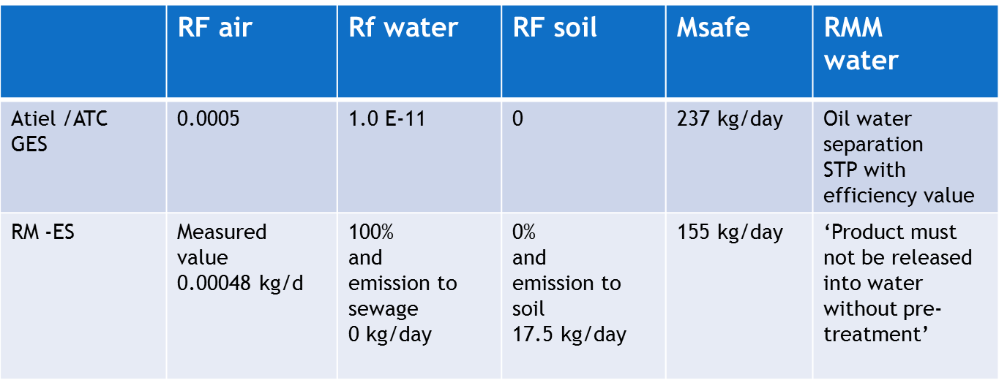 RF air
Rf water
RF soil
Msafe
RMM
water
Atiel /ATC
GES
0.0005
1.0 E-11
0
237 kg/day
Oil water
separation
STP with
efficiency value
RM -ES
Measured
value
0.00048 kg/d
100%
and
emission to
sewage
0 kg/day
0%
and
emission to
soil
17.5 kg/day
155 kg/day
‘Product must
not be released
into water
without pre-
treatment’